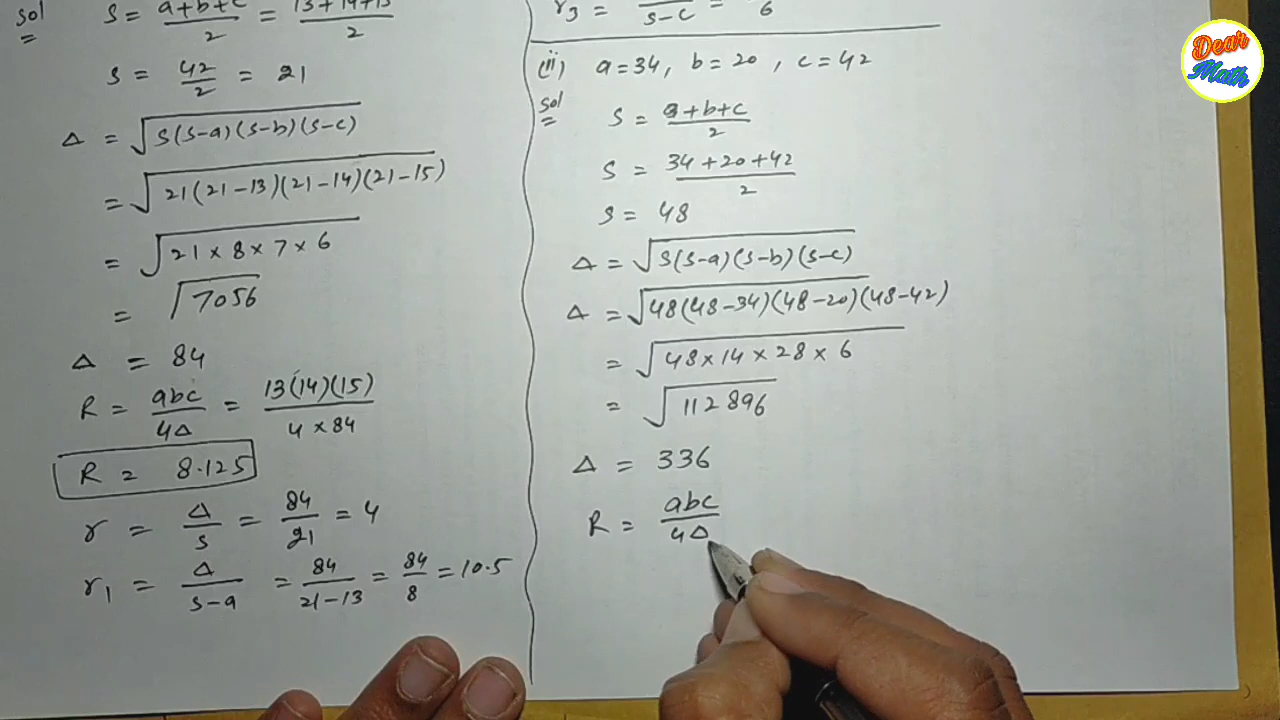 sol S = a+b+c/2 = 13+14+15/2
S = 42/2 = 21
Δ = √S(S-a)(S-b)(S-c)
= √21(21-13)(21-14)(21-15)
= √21×8×7×6
= √7056
Δ = 84
R = abc/4Δ = 13(14)(15)/4×84
R = 8.125
r = Δ/S = 84/21 = 4
r₁ = Δ/S-a = 84/21-13 = 84/8 = 10.5
r₃ = /S-c = /6
(ii) a=34, b=20, c=42
sol S = a+b+c/2
S = 34+20+42/2
S = 48
Δ = √S(S-a)(S-b)(S-c)
Δ = √48(48-34)(48-20)(48-42)
= √48×14×28×6
= √112896
Δ = 336
R = abc/4Δ
Dear
Math